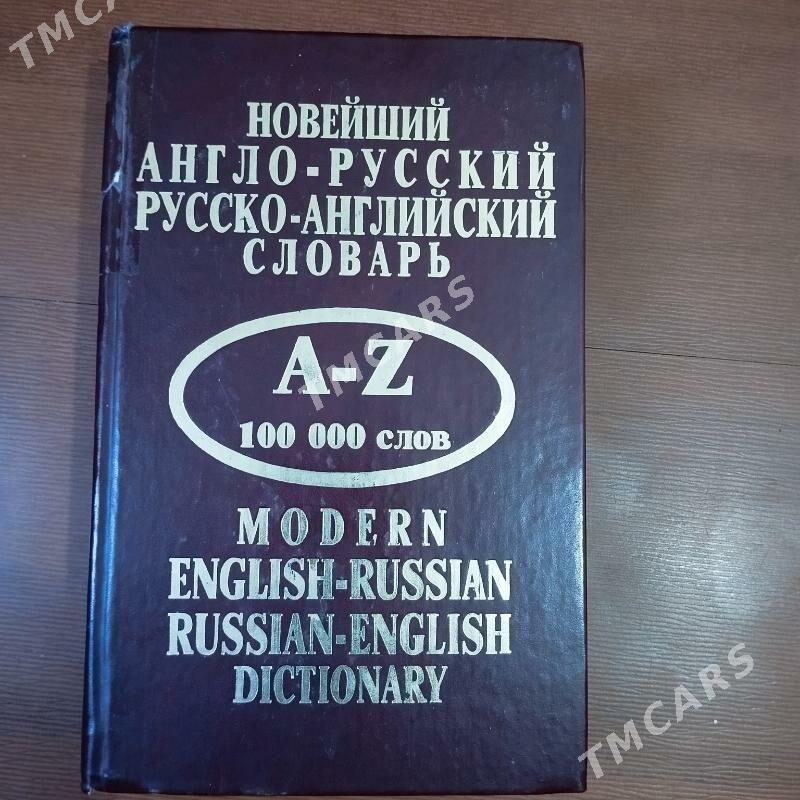 TMCARS
НОВЕЙШИЙ
АНГЛО-РУССКИЙ
РУССКО-АНГЛИЙСКИЙ
СЛОВАРЬ
A-Z
TMCARS
100 000 слов
MODERN
ENGLISH-RUSSIAN
RUSSIAN-ENGLISH
DICTIONARY
TMCARS